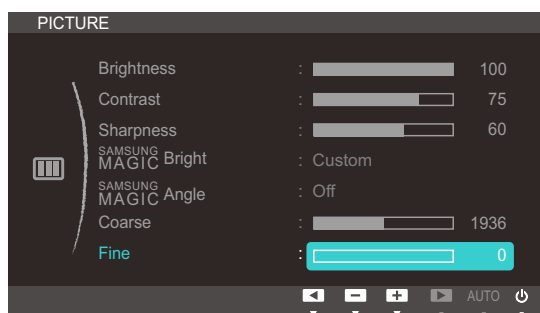 PICTURE
Brightness : 100
Contrast : 75
Sharpness : 60
SAMSUNG MAGIC Bright : Custom
SAMSUNG MAGIC Angle : Off
Coarse : 1936
Fine : 0
AUTO